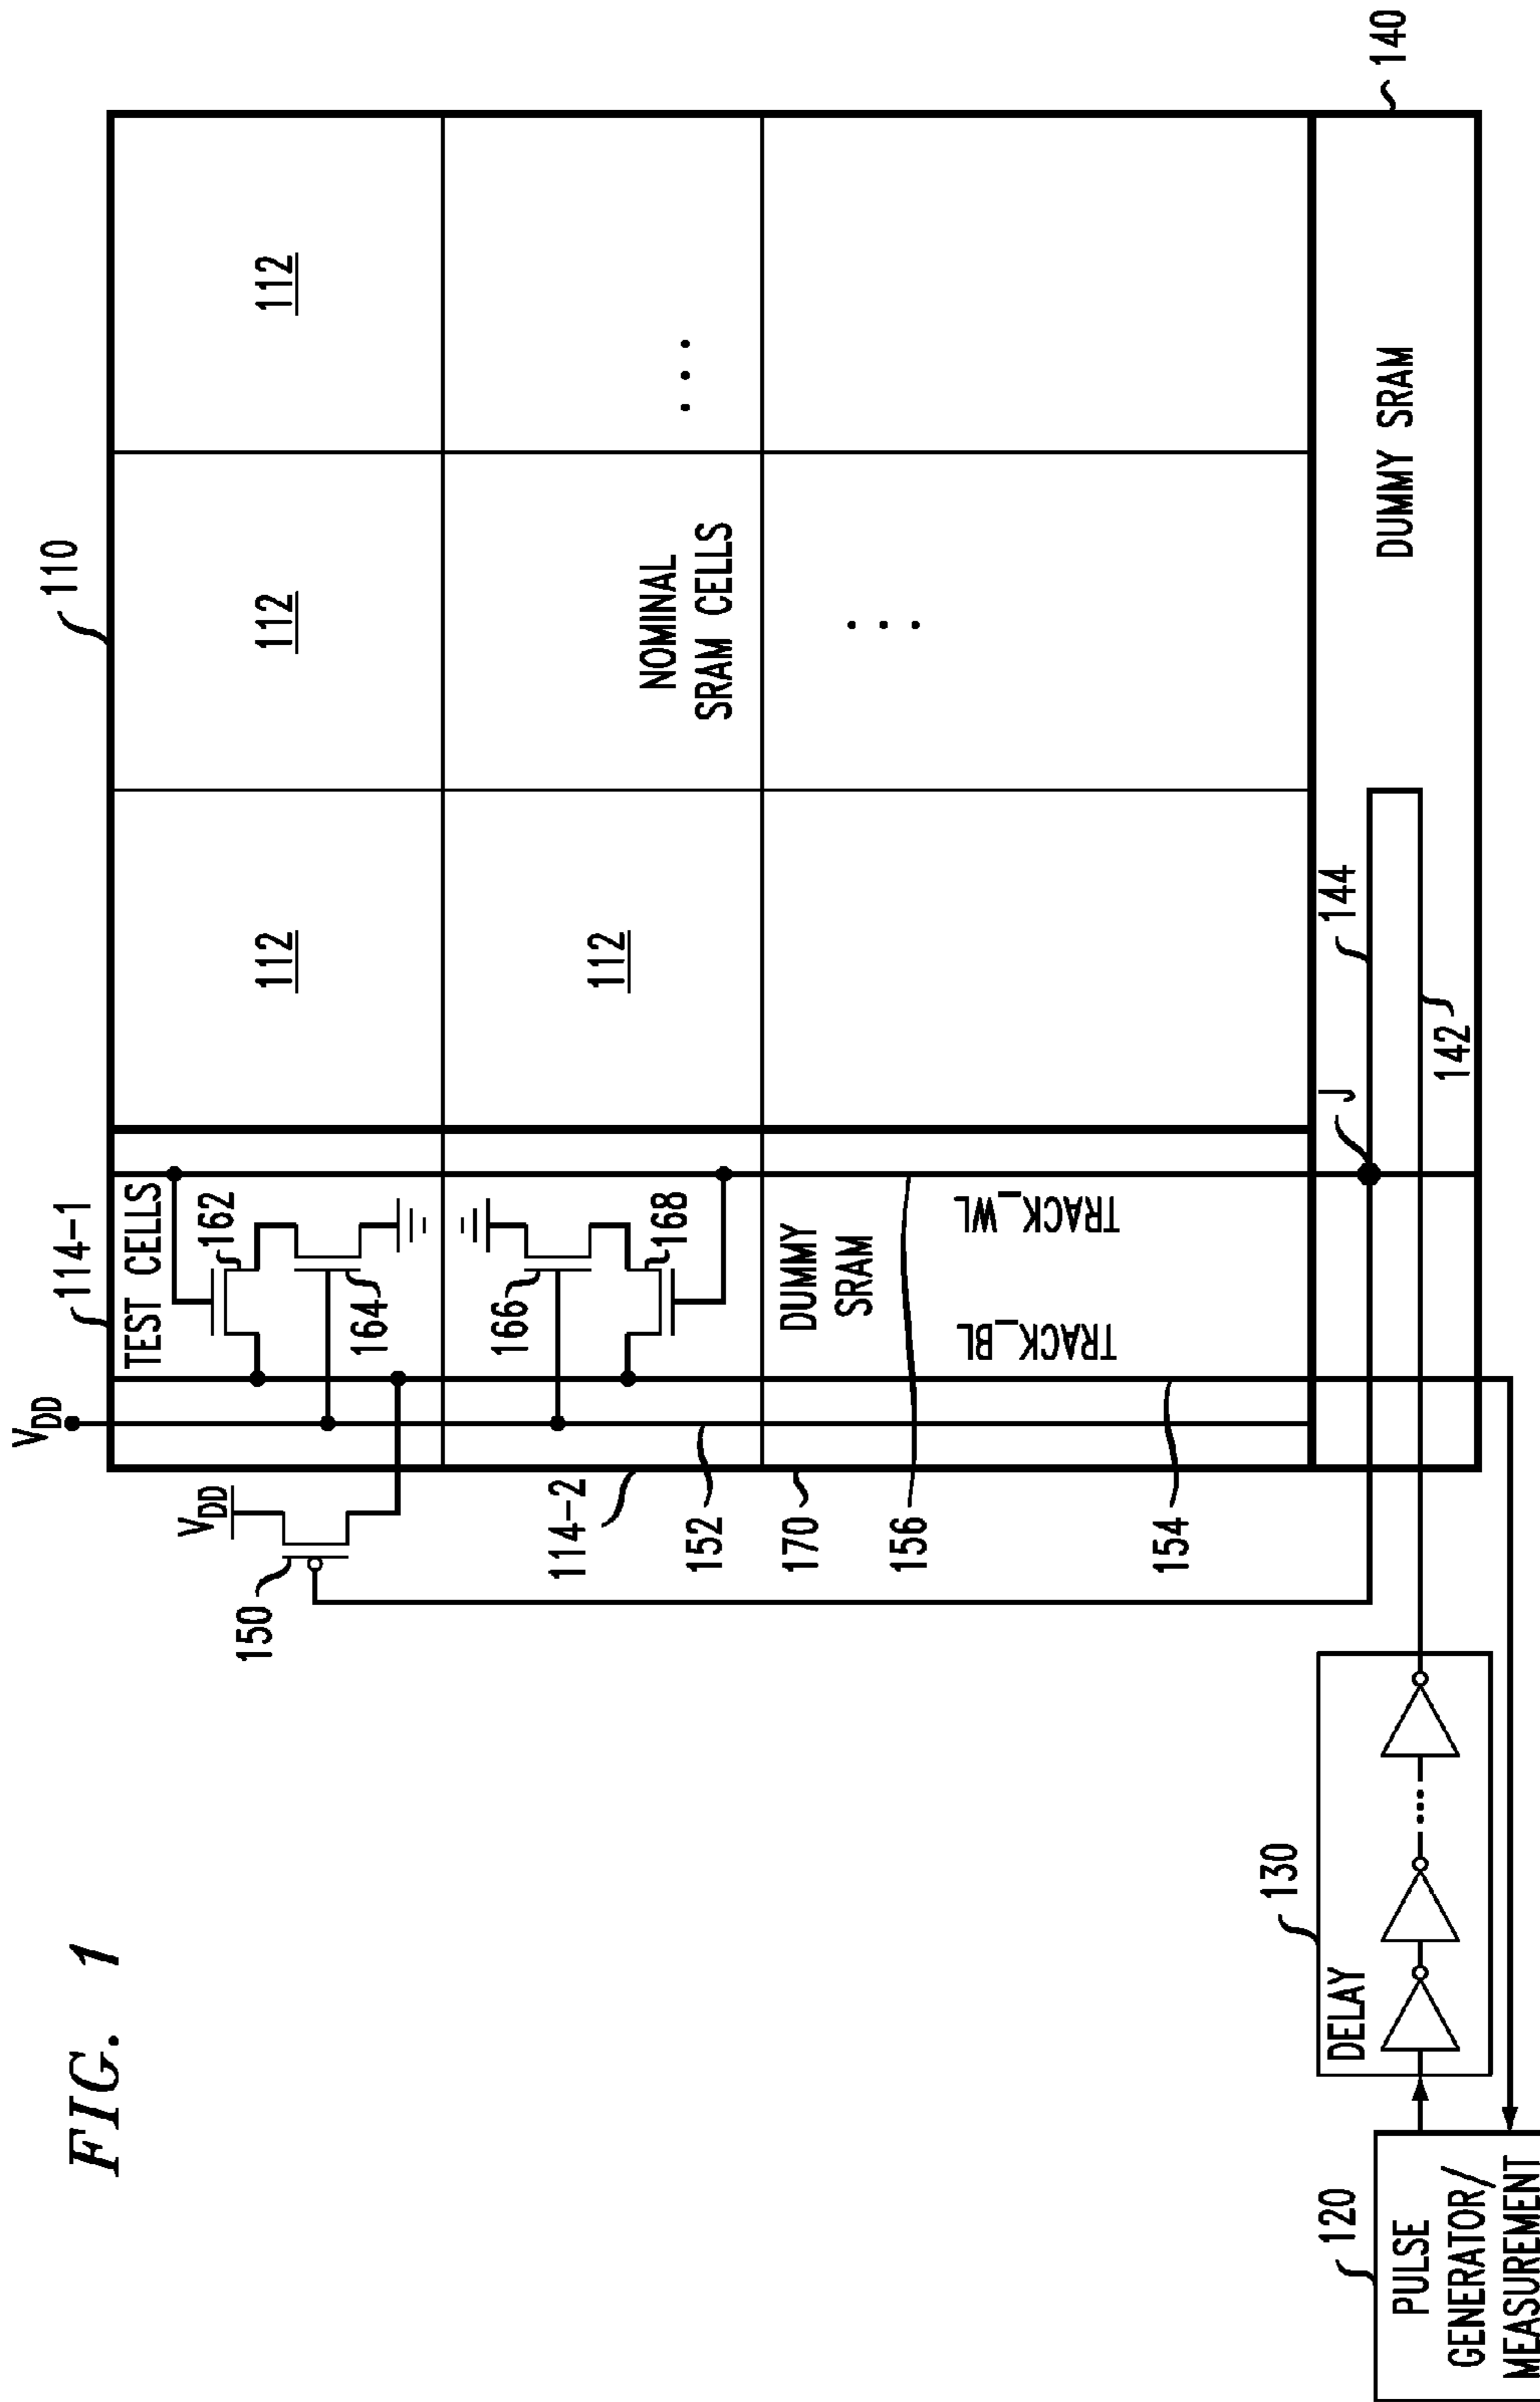 FIG. 1
110
114-1
V_DD
TEST CELLS
162
164
112
112
112
V_DD
150
166
168
112
NOMINAL
SRAM CELLS
...
114-2
152
DUMMY
SRAM
170
...
156
TRACK_BL
TRACK_WL
154
J
144
142
DUMMY SRAM
140
130
DELAY
...
120
PULSE
GENERATOR/
MEASUREMENT